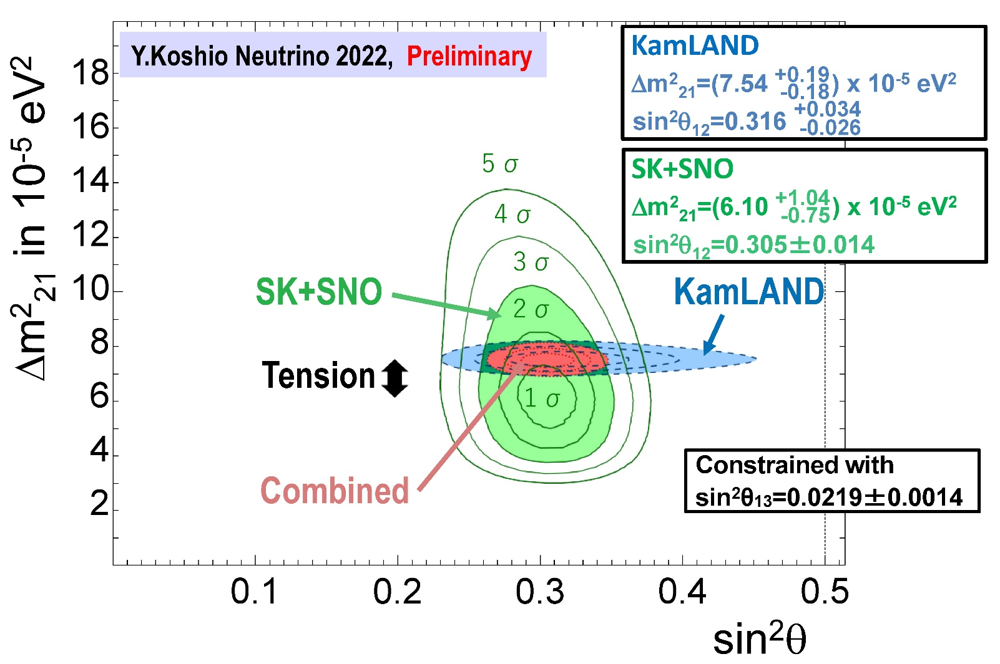 Y.Koshio Neutrino 2022, Preliminary
KamLAND
Δm²₂₁=(7.54 +0.19 -0.18) x 10⁻⁵ eV²
sin²θ₁₂=0.316 +0.034 -0.026
SK+SNO
Δm²₂₁=(6.10 +1.04 -0.75) x 10⁻⁵ eV²
sin²θ₁₂=0.305±0.014
Δm²₂₁ in 10⁻⁵ eV²
18
16
14
12
10
8
6
4
2
5 σ
4 σ
3 σ
2 σ
1 σ
SK+SNO
KamLAND
Tension
Combined
Constrained with
sin²θ₁₃=0.0219±0.0014
0.1
0.2
0.3
0.4
0.5
sin²θ